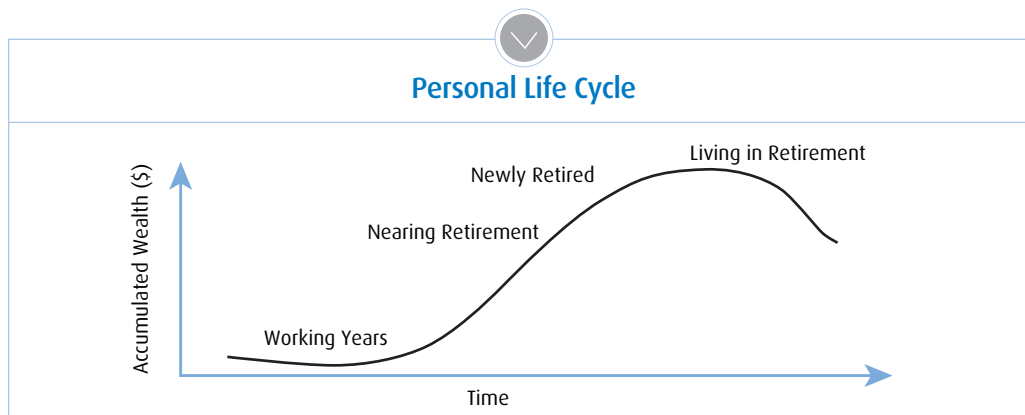 Personal Life Cycle
Accumulated Wealth ($)
Living in Retirement
Newly Retired
Nearing Retirement
Working Years
Time